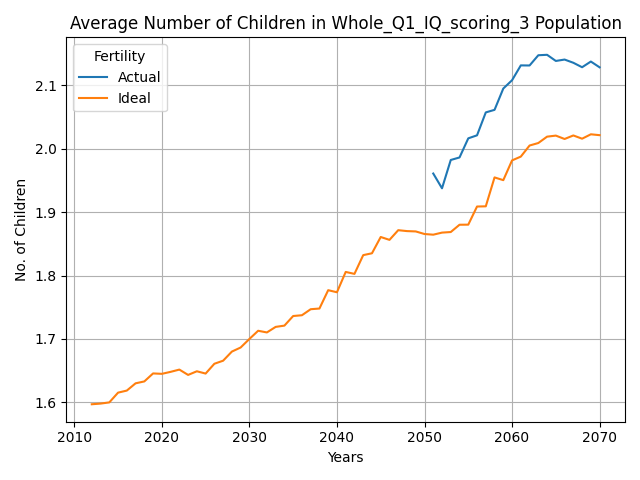 Average Number of Children in Whole_Q1_IQ_scoring_3 Population
Fertility
Actual
Ideal
No. of Children
2.1
2.0
1.9
1.8
1.7
1.6
2010 2020 2030 2040 2050 2060 2070
Years